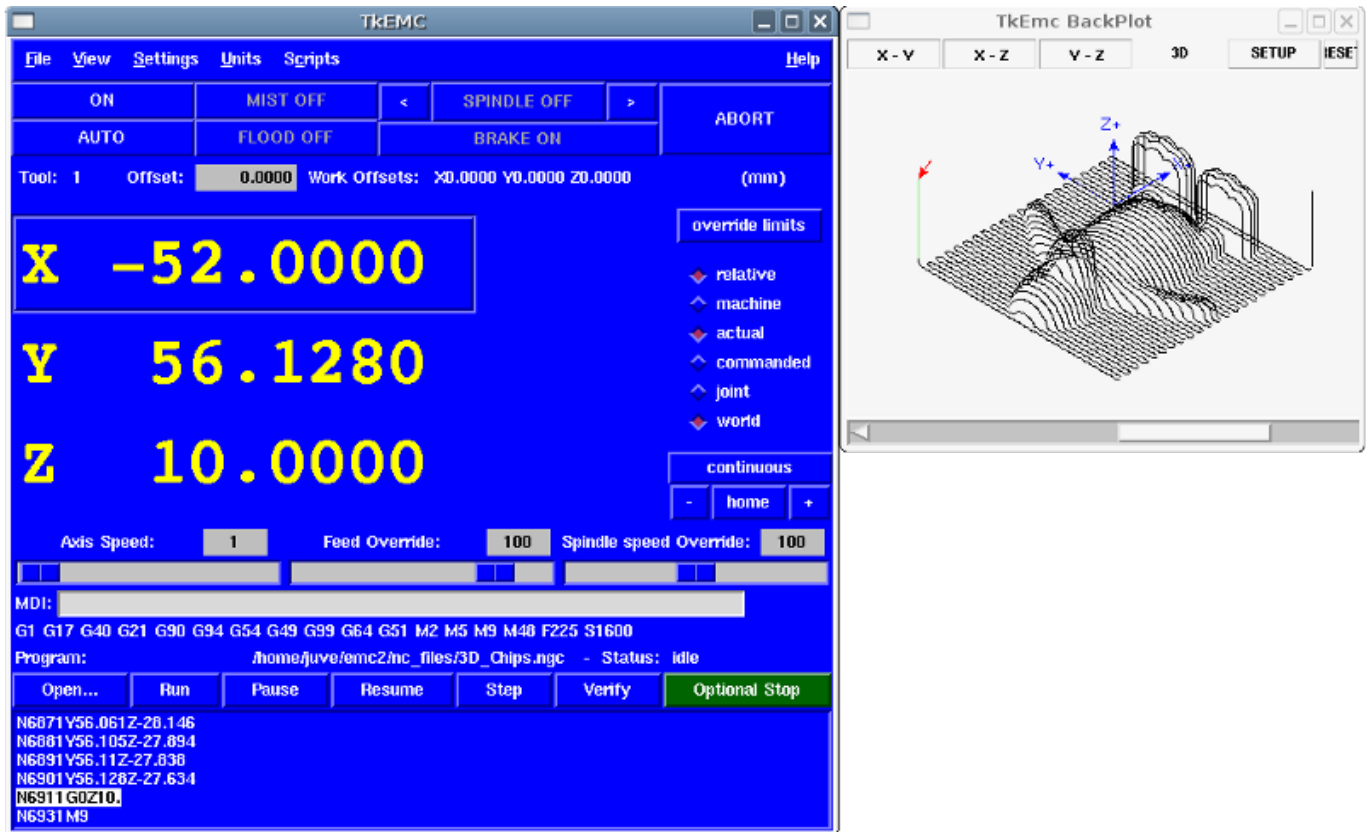 TkEMC
File View Settings Units Scripts Help
ON MIST OFF < SPINDLE OFF > ABORT
AUTO FLOOD OFF BRAKE ON
Tool: 1 Offset: 0.0000 Work Offsets: X0.0000 Y0.0000 Z0.0000 (mm)
override limits
X -52.0000
relative
machine
Y 56.1280
actual
commanded
joint
world
Z 10.0000
continuous
- home +
Axis Speed: 1 Feed Override: 100 Spindle speed Override: 100
MDI:
G1 G17 G40 G21 G90 G94 G54 G49 G99 G64 G51 M2 M5 M9 M48 F225 S1600
Program: /home/juve/emc2/nc_files/3D_Chips.ngc - Status: idle
Open... Run Pause Resume Step Verify Optional Stop
N6871Y56.061Z-28.146
N6881Y56.105Z-27.894
N6891Y56.11Z-27.838
N6901Y56.128Z-27.634
N6911G0Z10.
N6931M9
TkEmc BackPlot
X - Y X - Z Y - Z 3D SETUP
Z+
Y+
X+